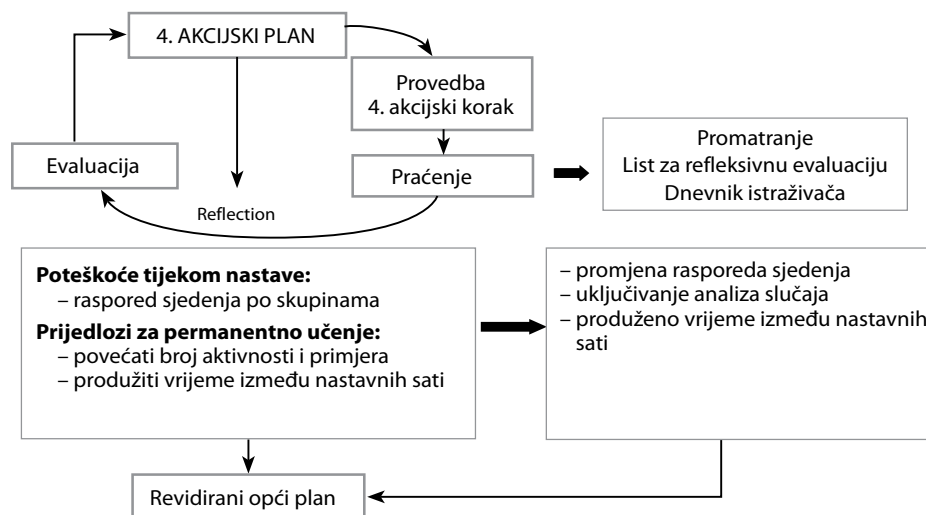 4. AKCIJSKI PLAN
Provedba
4. akcijski korak
Evaluacija
Praćenje
Reflection
Promatranje
List za refleksivnu evaluaciju
Dnevnik istraživača
Poteškoće tijekom nastave:
– raspored sjedenja po skupinama
Prijedlozi za permanentno učenje:
– povećati broj aktivnosti i primjera
– produžiti vrijeme između nastavnih sati
– promjena rasporeda sjedenja
– uključivanje analiza slučaja
– produženo vrijeme između nastavnih
sati
Revidirani opći plan